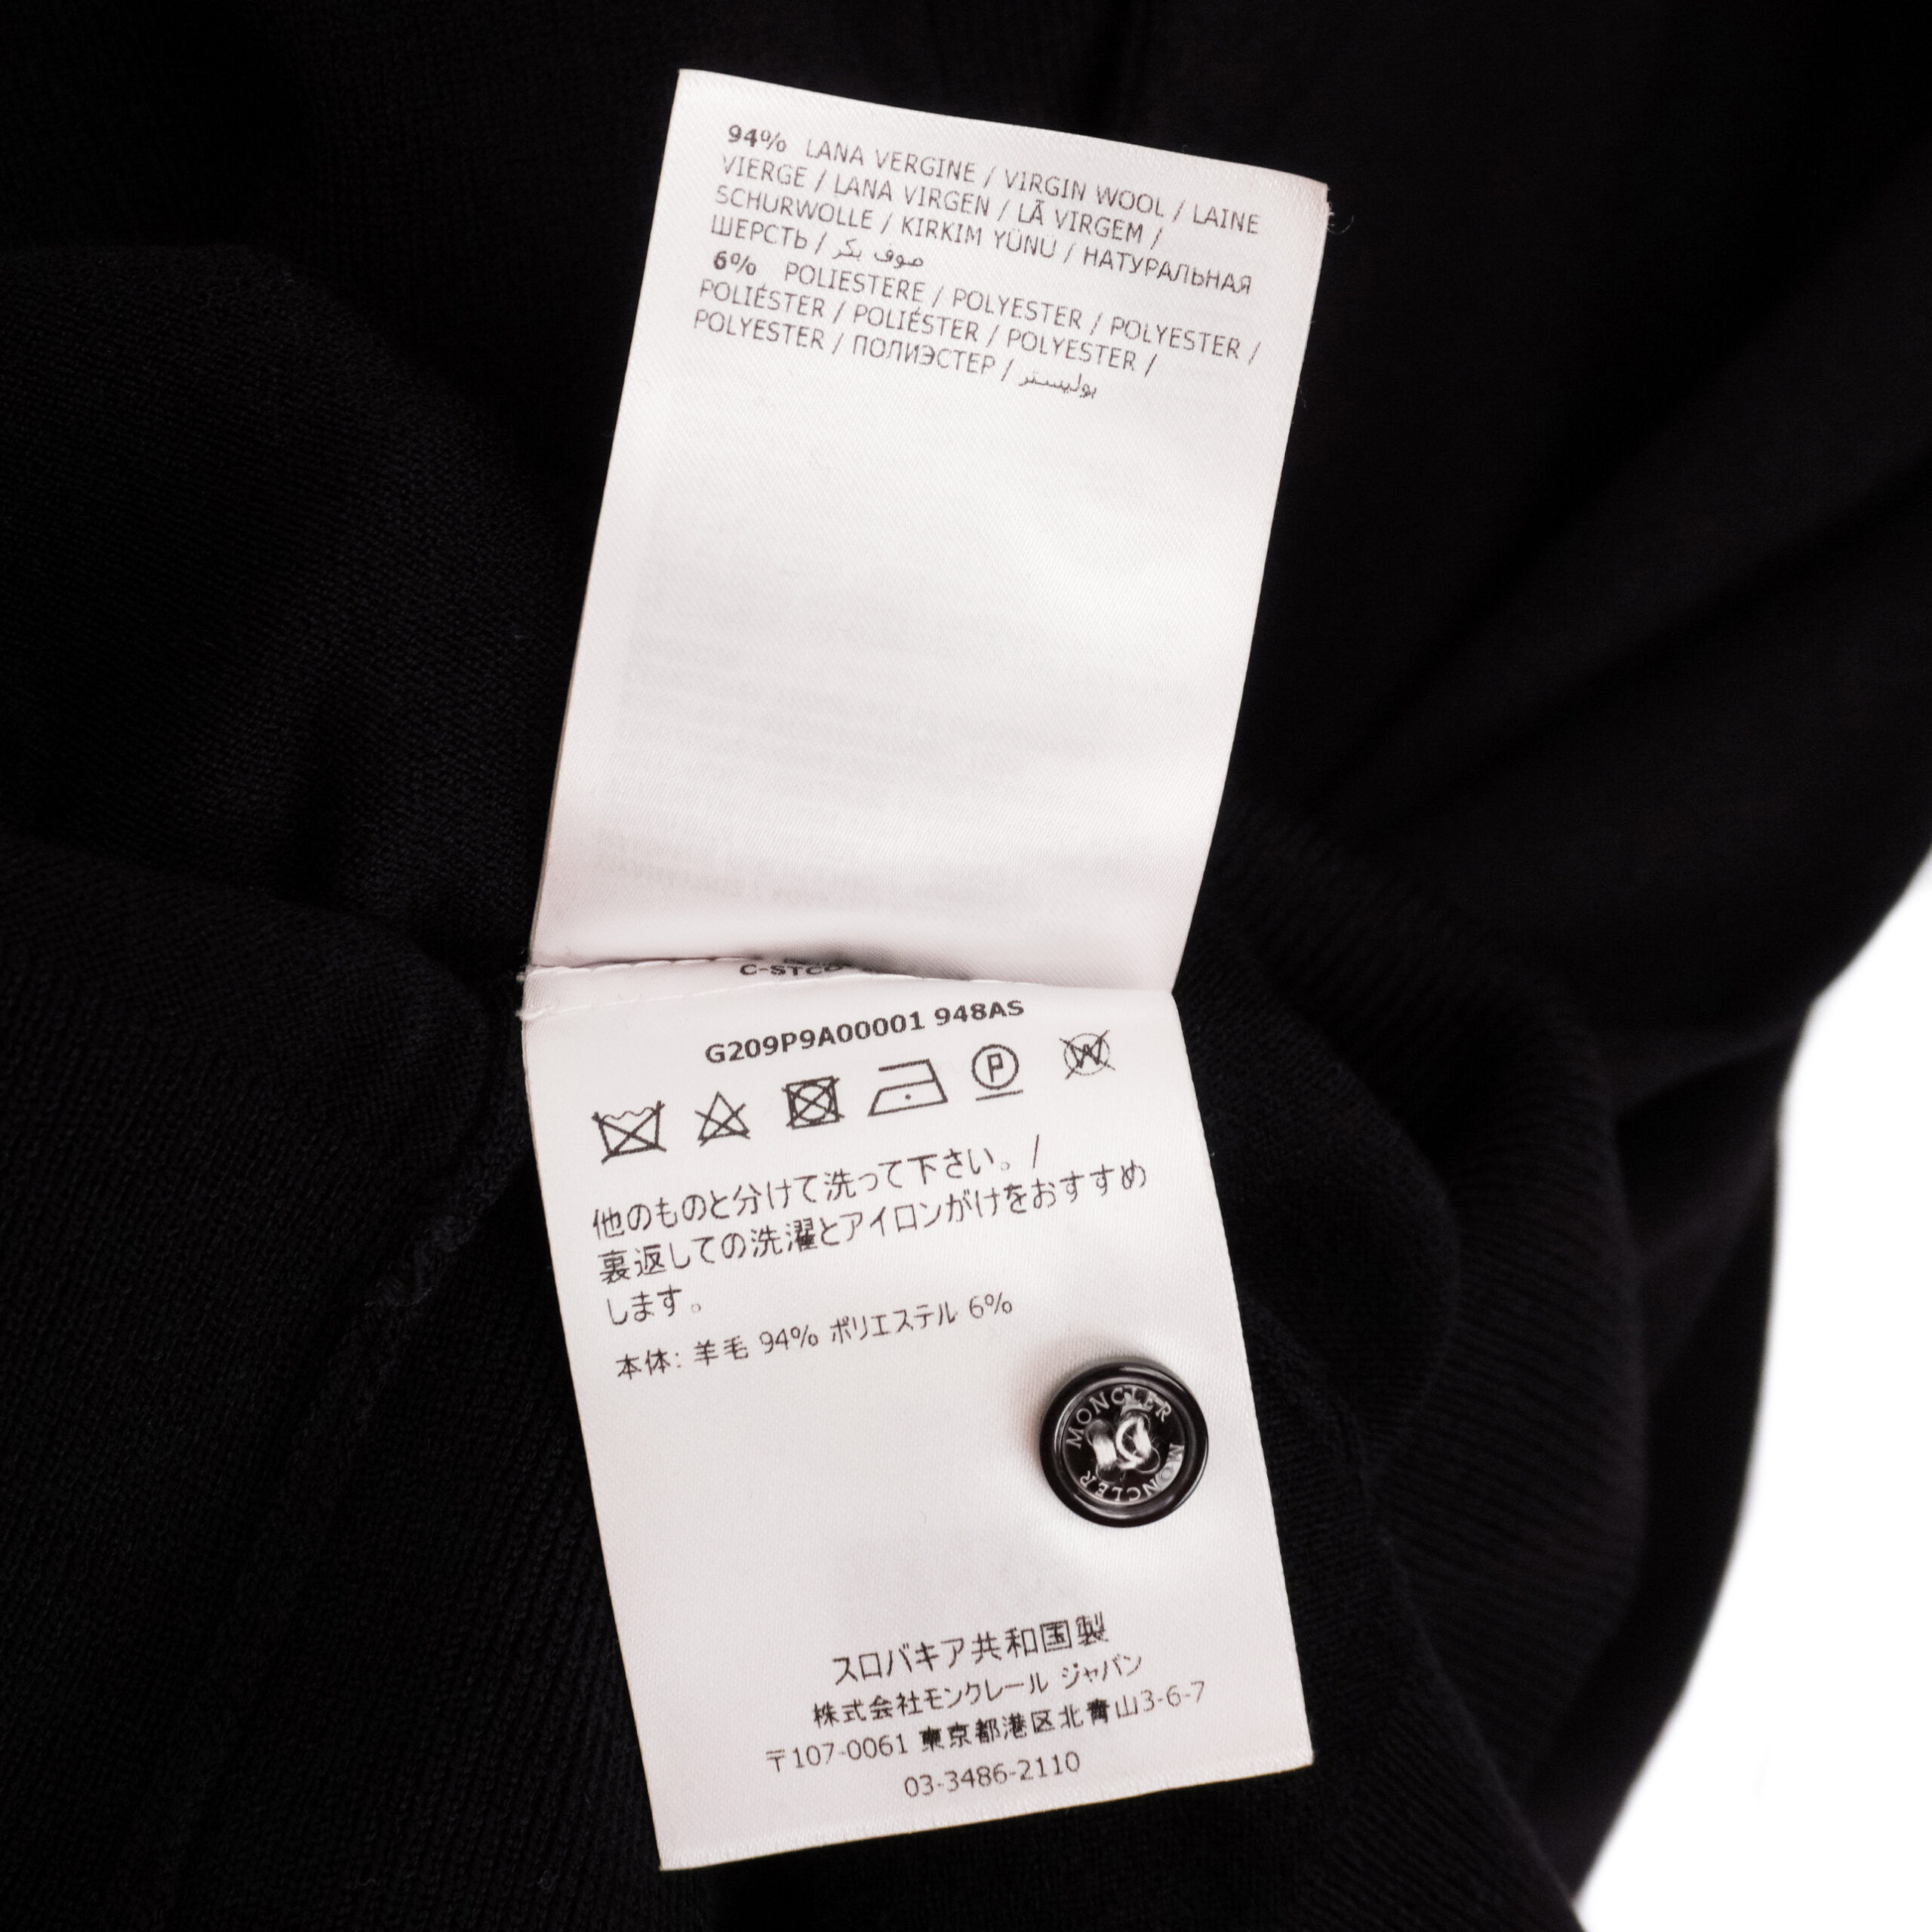 94% LANA VERGINE / VIRGIN WOOL / LAINE
VIERGE / LANA VIRGEN / LÃ VIRGEM /
SCHURWOLLE / KIRKIM YÜNÜ / НАТУРАЛЬНАЯ
ШЕРСТЬ / صوف بكر
6% POLIESTERE / POLYESTER / POLYESTER /
POLIÉSTER / POLIÉSTER / POLYESTER /
POLYESTER / ПОЛИЭСТЕР / بوليستر
G209P9A00001 948AS
P W
他のものと分けて洗って下さい。/
裏返しての洗濯とアイロンがけをおすすめ
します。
本体: 羊毛 94% ポリエステル 6%
MONCLER MONCLER
スロバキア共和国製
株式会社モンクレール ジャパン
〒107-0061 東京都港区北青山3-6-7
03-3486-2110